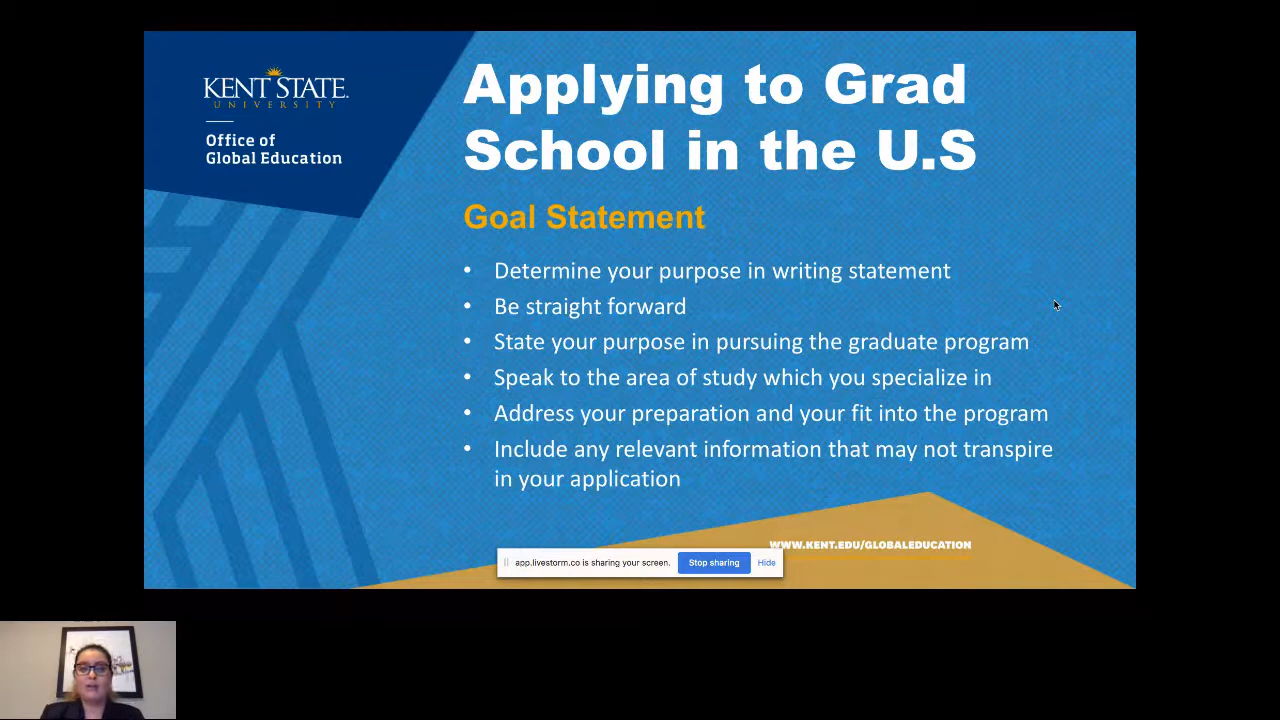 KENT STATE
UNIVERSITY
Office of
Global Education
Applying to Grad
School in the U.S
Goal Statement
• Determine your purpose in writing statement
• Be straight forward
• State your purpose in pursuing the graduate program
• Speak to the area of study which you specialize in
• Address your preparation and your fit into the program
• Include any relevant information that may not transpire
in your application
WWW.KENT.EDU/GLOBALEDUCATION
app.livestorm.co is sharing your screen. Stop sharing Hide